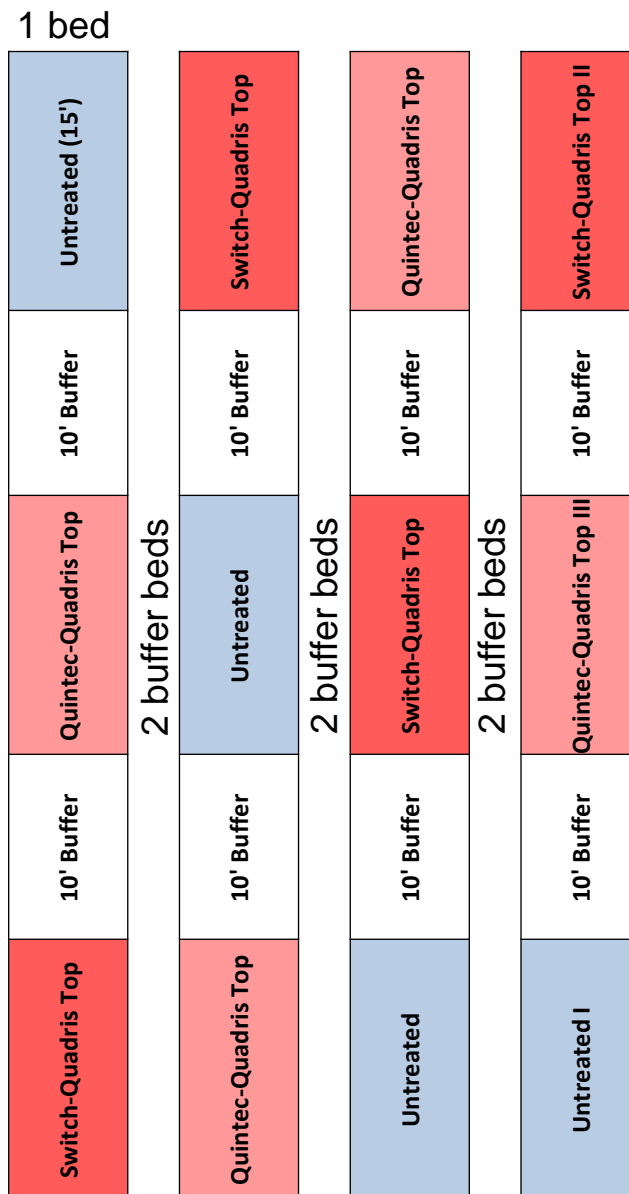 1 bed
Untreated (15')
Switch-Quadris Top
Quintec-Quadris Top
Switch-Quadris Top II
10' Buffer
10' Buffer
10' Buffer
10' Buffer
Quintec-Quadris Top
2 buffer beds
Untreated
2 buffer beds
Switch-Quadris Top
2 buffer beds
Quintec-Quadris Top III
10' Buffer
10' Buffer
10' Buffer
10' Buffer
Switch-Quadris Top
Quintec-Quadris Top
Untreated
Untreated I